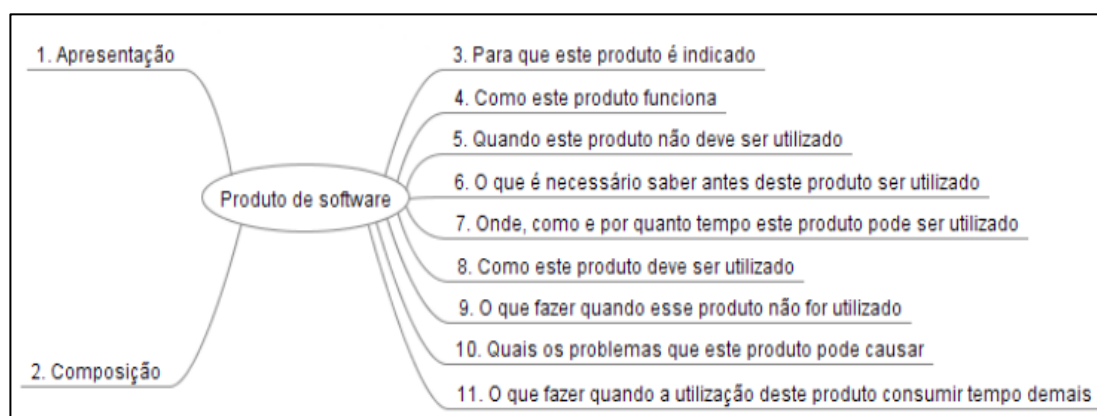 1. Apresentação
2. Composição
Produto de software
3. Para que este produto é indicado
4. Como este produto funciona
5. Quando este produto não deve ser utilizado
6. O que é necessário saber antes deste produto ser utilizado
7. Onde, como e por quanto tempo este produto pode ser utilizado
8. Como este produto deve ser utilizado
9. O que fazer quando esse produto não for utilizado
10. Quais os problemas que este produto pode causar
11. O que fazer quando a utilização deste produto consumir tempo demais